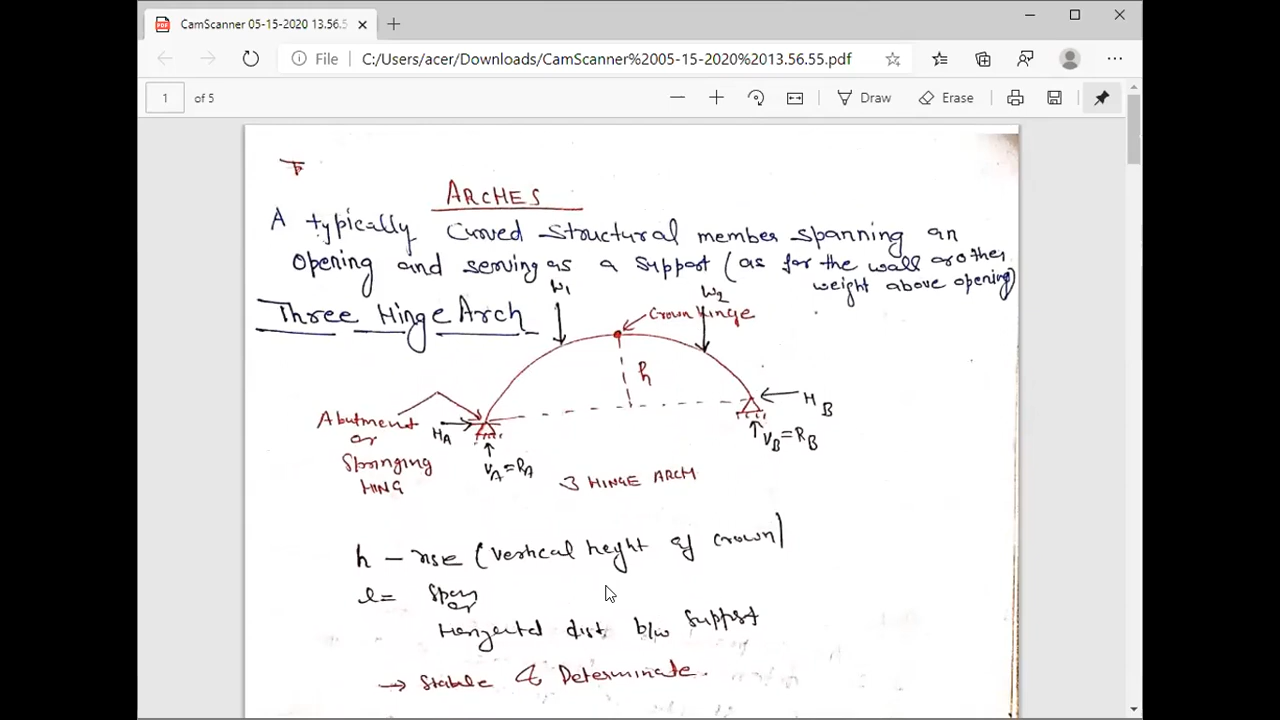 CamScanner 05-15-2020 13.56.5
File C:/Users/acer/Downloads/CamScanner%2005-15-2020%2013.56.55.pdf
1 of 5
Draw
Erase
ARCHES
A typically Curved structural member spanning an
opening and serving as a support (as for the wall or other
weight above opening)
Three Hinge Arch
W1
W2
Crown Hinge
h
Abutment
or
Springing
HING
HA
VA=RA
HB
VB=RB
3 HINGE ARCH
h – rise (vertical height of crown)
l = Span
or
Horizontal dist. b/w support
→ Stable & Determinate.